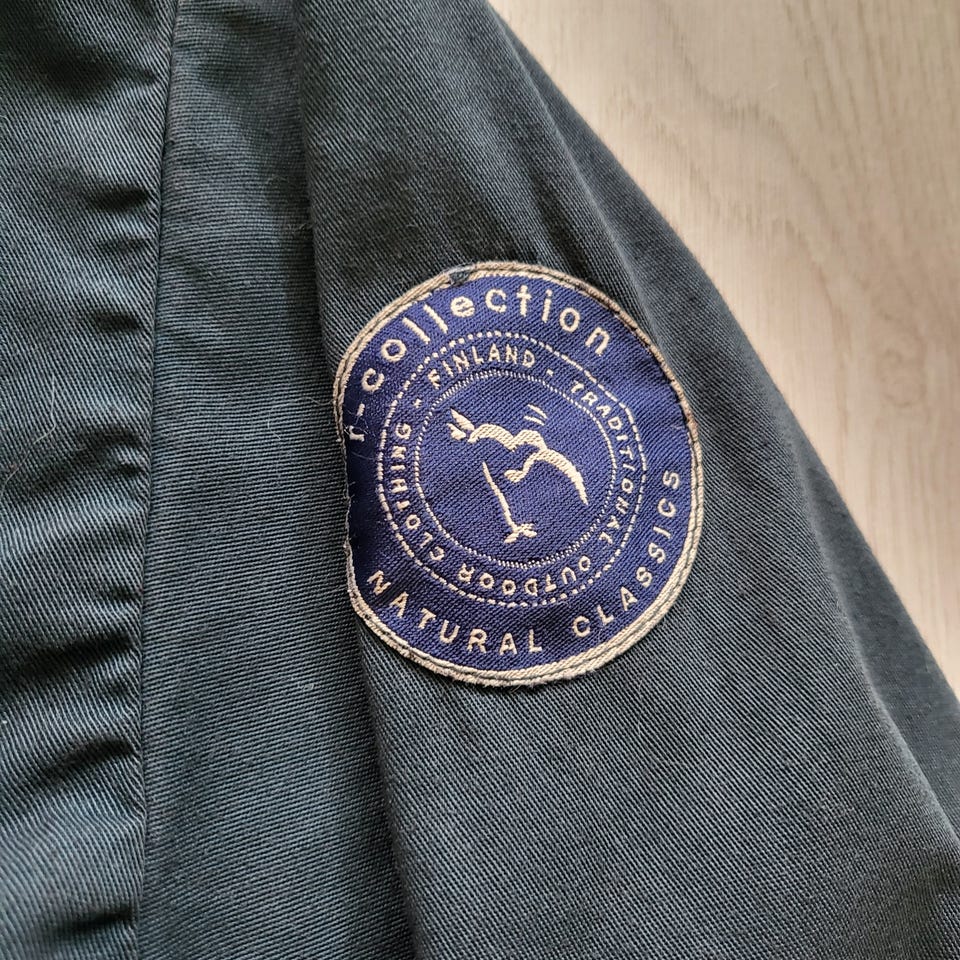 r-collection
FINLAND - TRADITIONAL OUTDOOR CLOTHING -
NATURAL CLASSICS